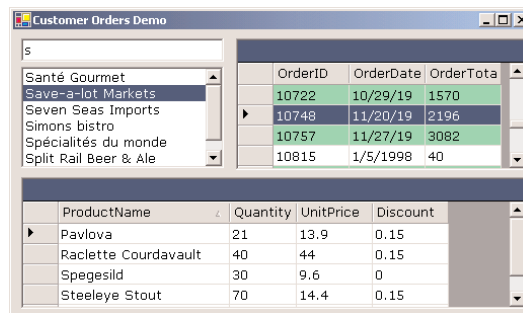 Customer Orders Demo
s
Santé Gourmet
Save-a-lot Markets
Seven Seas Imports
Simons bistro
Spécialités du monde
Split Rail Beer & Ale
OrderID OrderDate OrderTota
10722 10/29/19 1570
10748 11/20/19 2196
10757 11/27/19 3082
10815 1/5/1998 40
ProductName Quantity UnitPrice Discount
Pavlova 21 13.9 0.15
Raclette Courdavault 40 44 0.15
Spegesild 30 9.6 0
Steeleye Stout 70 14.4 0.15